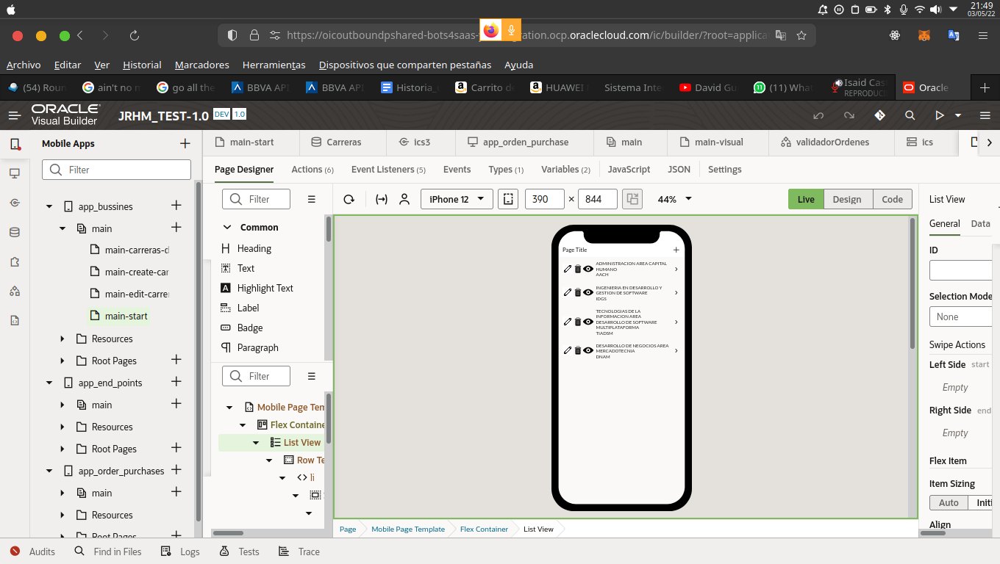 21:49
03/05/22
https://oicoutboundpshared-bots4saas-
ration.ocp.oraclecloud.com/ic/builder/?root=applica
Archivo Editar Ver Historial Marcadores Herramientas Dispositivos que comparten pestañas Ayuda
(54) Roun ain't no m go all the BBVA API BBVA API Historia_ Carrito de HUAWEI Sistema Inte David Gu (11) What Isaid Cas Oracle
REPRODUCE
ORACLE
Visual Builder
JRHM_TEST-1.0 DEV 1.0
Mobile Apps
main-start Carreras ics3 app_orden_purchase main main-visual validadorOrdenes ics
Filter
Page Designer Actions (6) Event Listeners (5) Events Types (1) Variables (2) JavaScript JSON Settings
app_bussines
main
main-carreras-d
main-create-car
main-edit-carre
main-start
Resources
Root Pages
app_end_points
main
Resources
Root Pages
app_order_purchases
main
Resources
Root Pages
Filter
Common
Heading
Text
Highlight Text
Label
Badge
Paragraph
Filter
Mobile Page Tem
Flex Containe
List View
Row Te
li
iPhone 12 390 × 844 44% Live Design Code
Page Title
ADMINISTRACION AREA CAPITAL
HUMANO
AACH
INGENIERIA EN DESARROLLO Y
GESTION DE SOFTWARE
IDGS
TECNOLOGIAS DE LA
INFORMACION AREA
DESARROLLO DE SOFTWARE
MULTIPLATAFORMA
TIADSM
DESARROLLO DE NEGOCIOS AREA
MERCADOTECNIA
DNAM
Page Mobile Page Template Flex Container List View
List View
General Data
ID
Selection Mode
None
Swipe Actions
Left Side start
Empty
Right Side end
Empty
Flex Item
Item Sizing
Auto Initi
Align
Audits Find in Files Logs Tests Trace